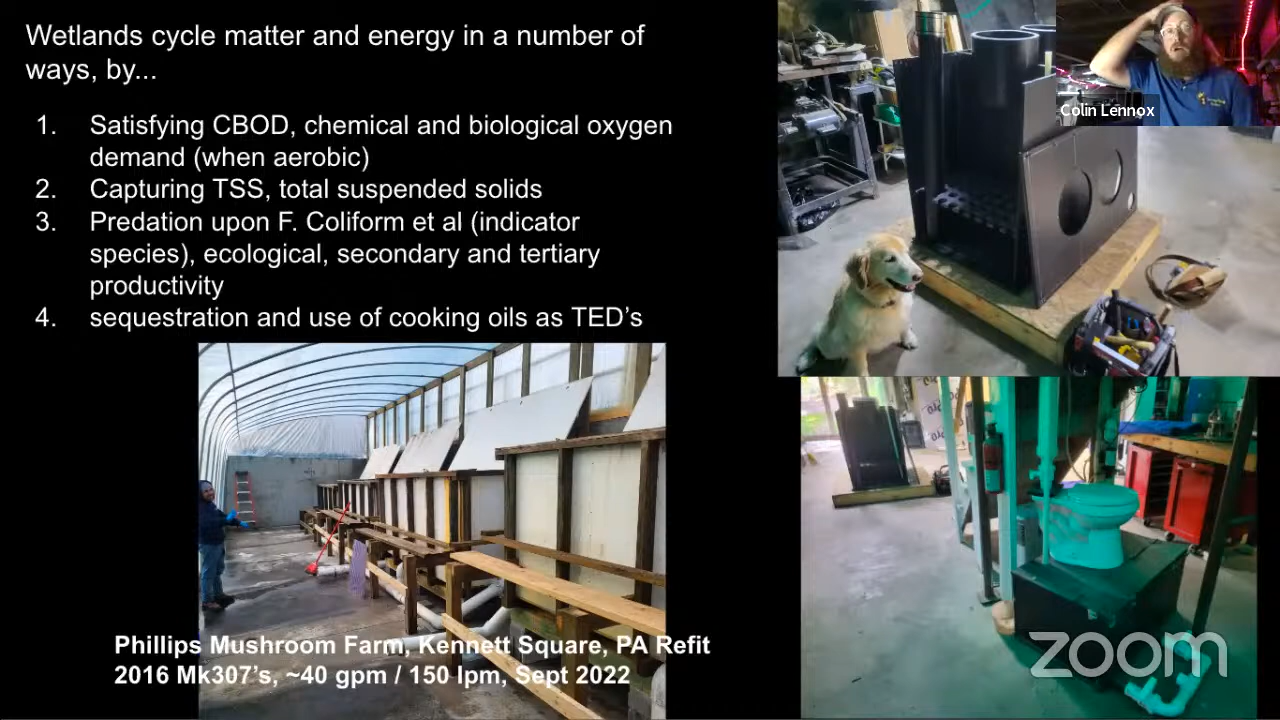 Wetlands cycle matter and energy in a number of
ways, by...
1. Satisfying CBOD, chemical and biological oxygen
demand (when aerobic)
2. Capturing TSS, total suspended solids
3. Predation upon F. Coliform et al (indicator
species), ecological, secondary and tertiary
productivity
4. sequestration and use of cooking oils as TED's
Phillips Mushroom Farm, Kennett Square, PA Refit
2016 Mk307's, ~40 gpm / 150 lpm, Sept 2022
Colin Lennox
zoom